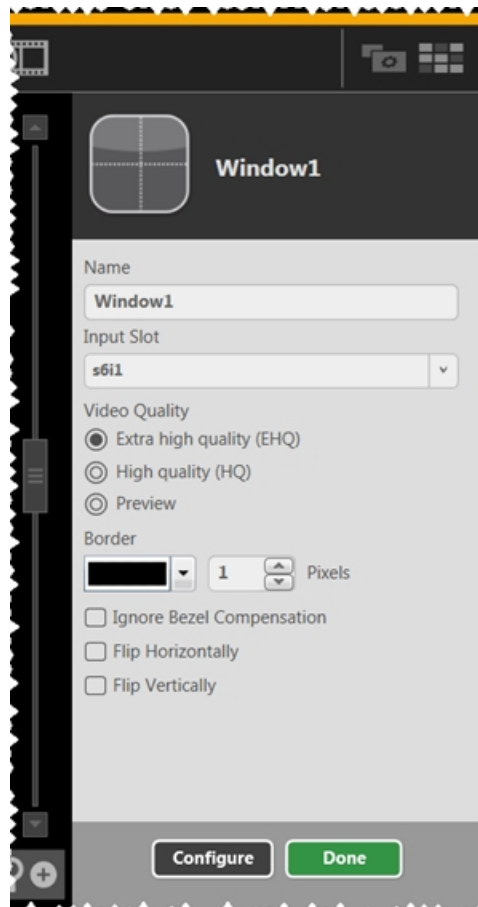 Window1
Name
Window1
Input Slot
s6i1
Video Quality
Extra high quality (EHQ)
High quality (HQ)
Preview
Border
1 Pixels
Ignore Bezel Compensation
Flip Horizontally
Flip Vertically
Configure Done